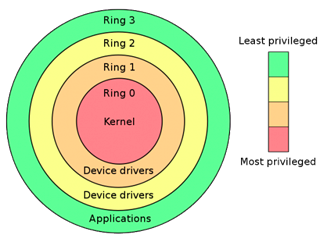 Ring 3
Ring 2
Ring 1
Ring 0
Kernel
Device drivers
Device drivers
Applications
Least privileged
Most privileged